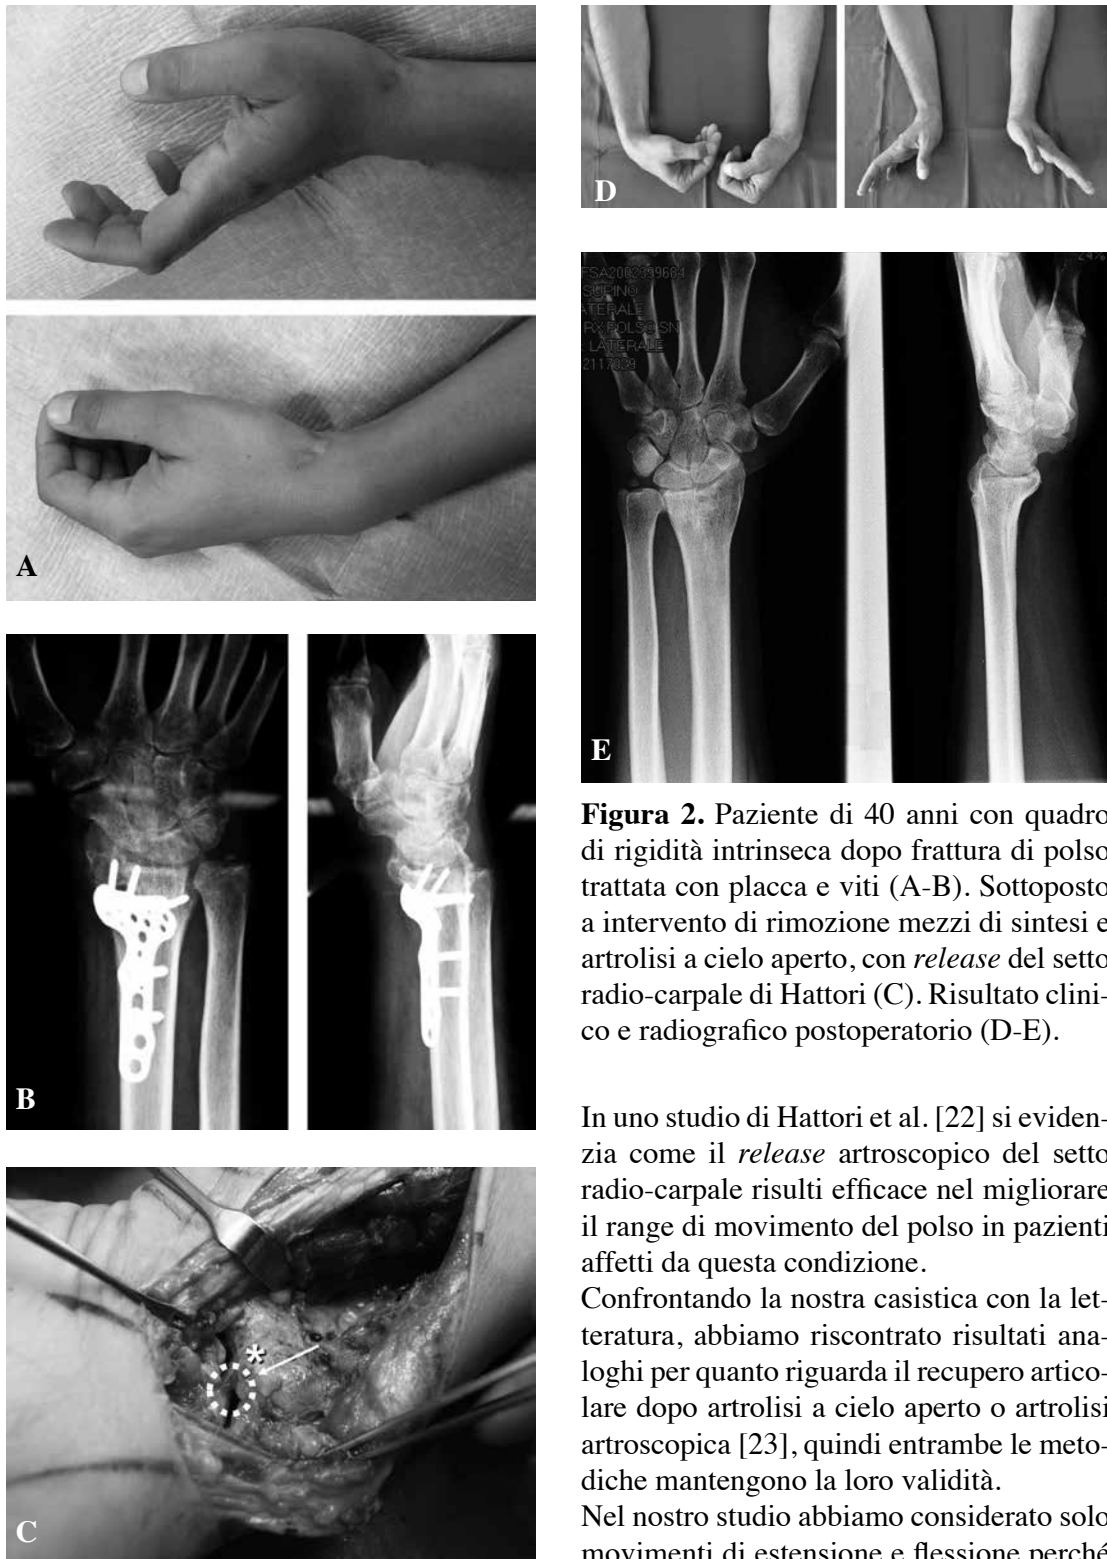 A
B
C
D
FSA2002399684
SUPINO
ATERALE
RX POLSO SN
LATERALE
2117039
24%
E
Figura 2. Paziente di 40 anni con quadro
di rigidità intrinseca dopo frattura di polso
trattata con placca e viti (A-B). Sottoposto
a intervento di rimozione mezzi di sintesi e
artrolisi a cielo aperto, con release del setto
radio-carpale di Hattori (C). Risultato clini-
co e radiografico postoperatorio (D-E).
In uno studio di Hattori et al. [22] si eviden-
zia come il release artroscopico del setto
radio-carpale risulti efficace nel migliorare
il range di movimento del polso in pazienti
affetti da questa condizione.
Confrontando la nostra casistica con la let-
teratura, abbiamo riscontrato risultati ana-
loghi per quanto riguarda il recupero artico-
lare dopo artrolisi a cielo aperto o artrolisi
artroscopica [23], quindi entrambe le meto-
diche mantengono la loro validità.
Nel nostro studio abbiamo considerato solo
movimenti di estensione e flessione perché